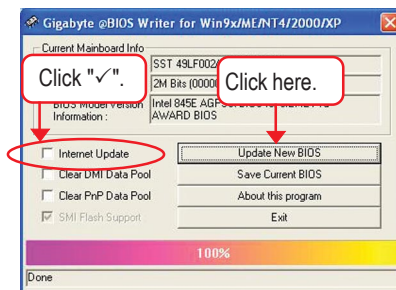 Gigabyte @BIOS Writer for Win9x/ME/NT4/2000/XP
Current Mainboard Info
SST 49LF002
Click "✓".
2M Bits (0000
Click here.
BIOS Model Version Intel 845E AGP
Information : AWARD BIOS
Internet Update
Update New BIOS
Clear DMI Data Pool
Save Current BIOS
Clear PnP Data Pool
About this program
SMI Flash Support
Exit
100%
Done